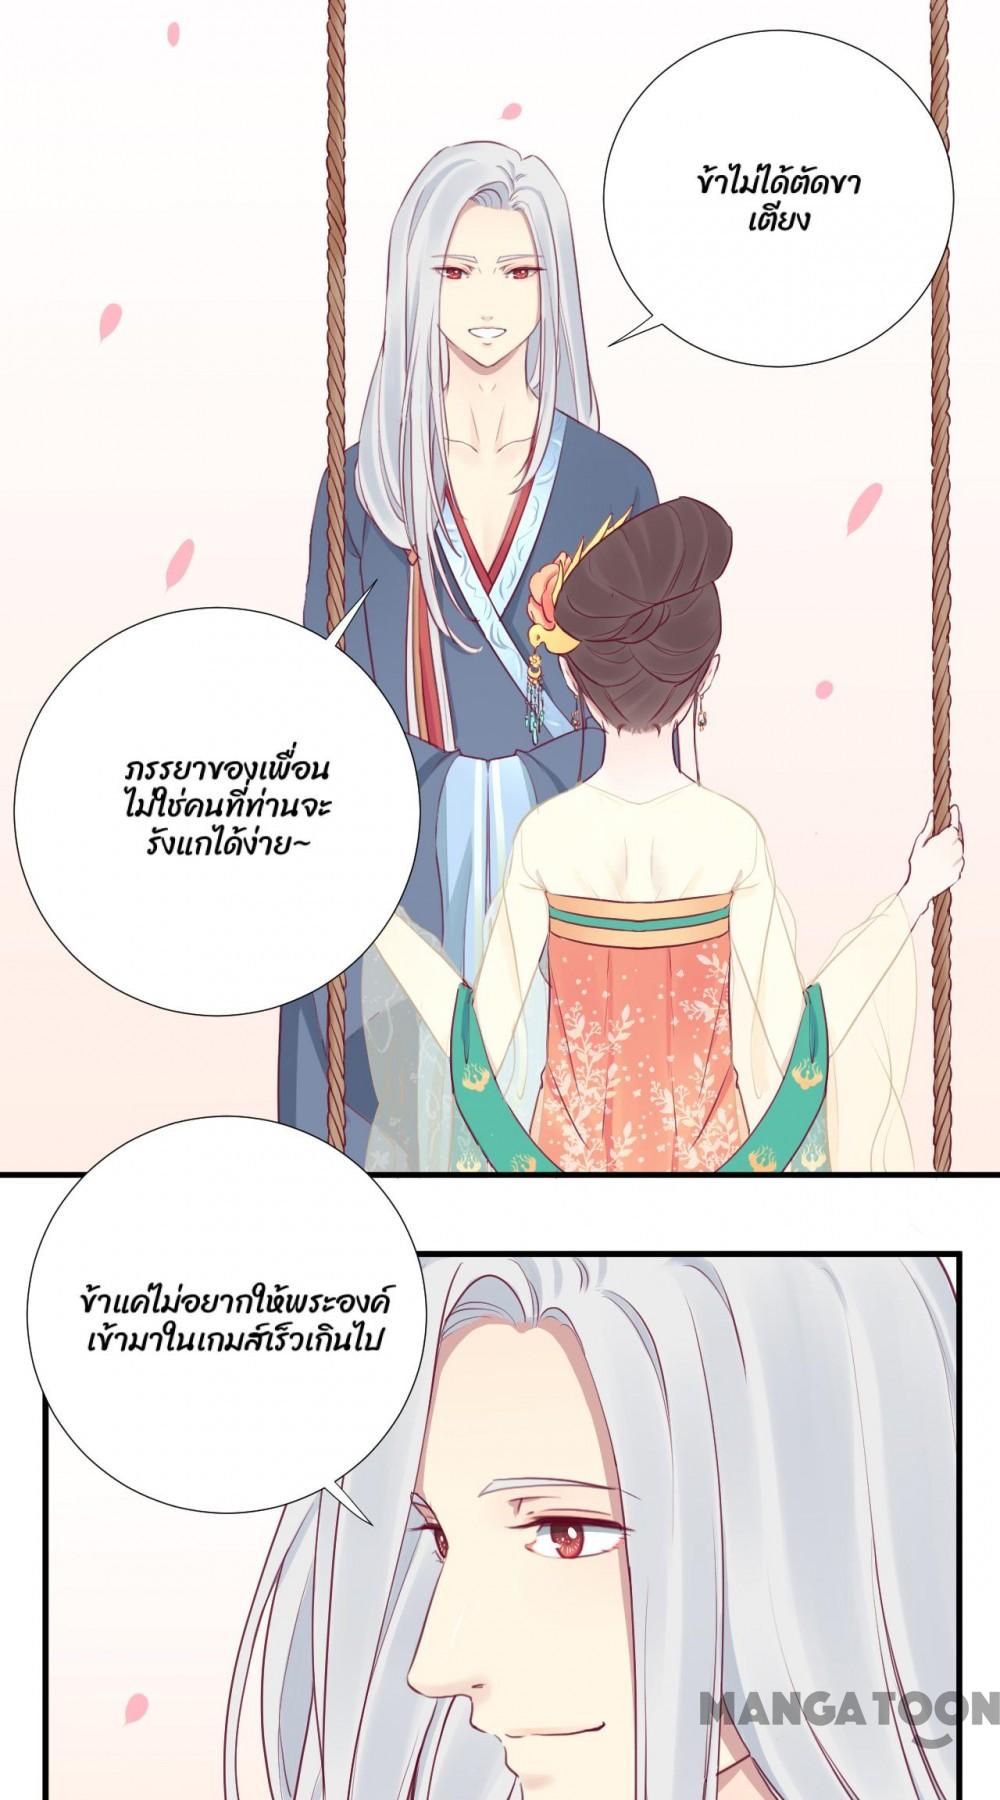 ข้าไม่ได้ตัดขา
เตียง
ภรรยาของเพื่อน
ไม่ใช่คนที่ท่านจะ
รังแกได้ง่าย~
ข้าแค่ไม่อยากให้พระองค์
เข้ามาในเกมส์เร็วเกินไป
MANGATOON